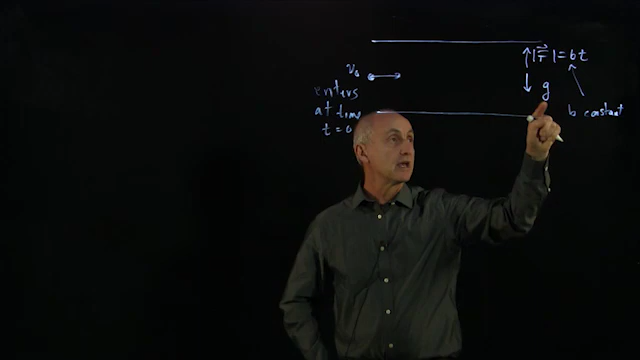 |F⃗| = bt
v₀
enters
at time
t = 0
g
b constant